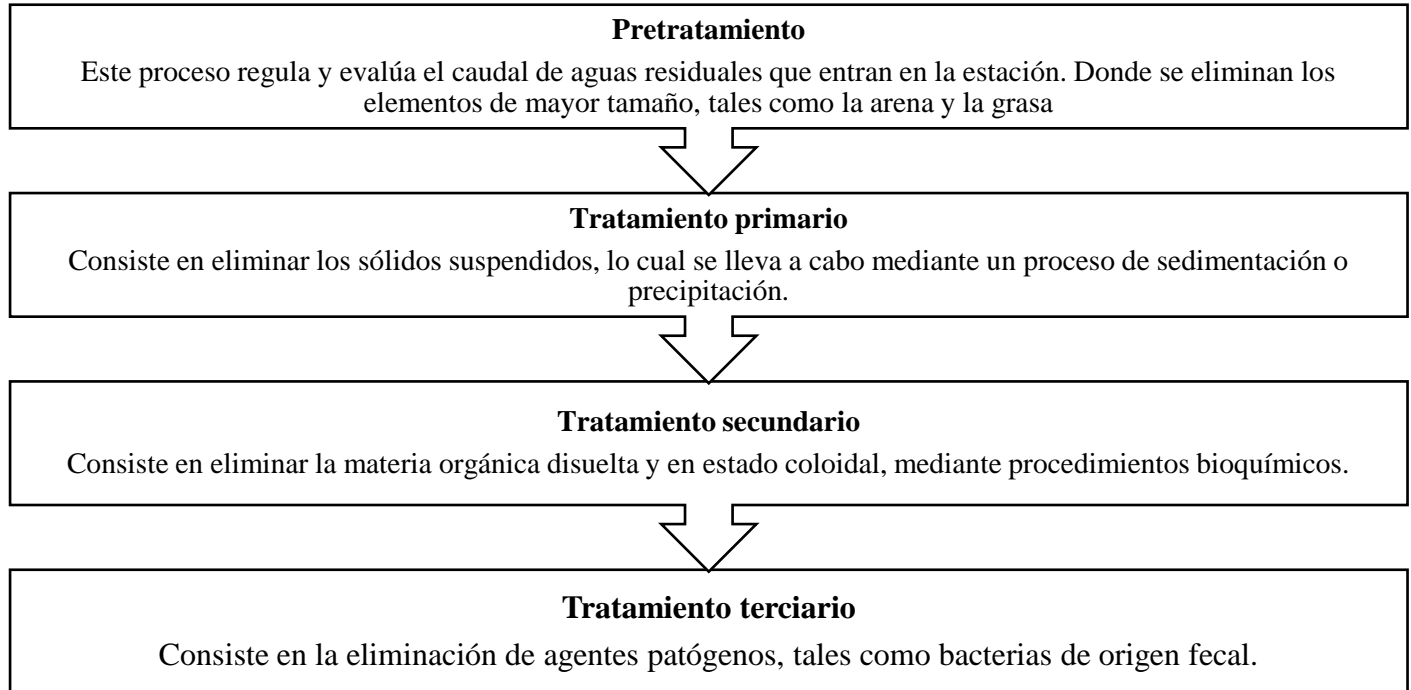 Pretratamiento
Este proceso regula y evalúa el caudal de aguas residuales que entran en la estación. Donde se eliminan los
elementos de mayor tamaño, tales como la arena y la grasa
Tratamiento primario
Consiste en eliminar los sólidos suspendidos, lo cual se lleva a cabo mediante un proceso de sedimentación o
precipitación.
Tratamiento secundario
Consiste en eliminar la materia orgánica disuelta y en estado coloidal, mediante procedimientos bioquímicos.
Tratamiento terciario
Consiste en la eliminación de agentes patógenos, tales como bacterias de origen fecal.